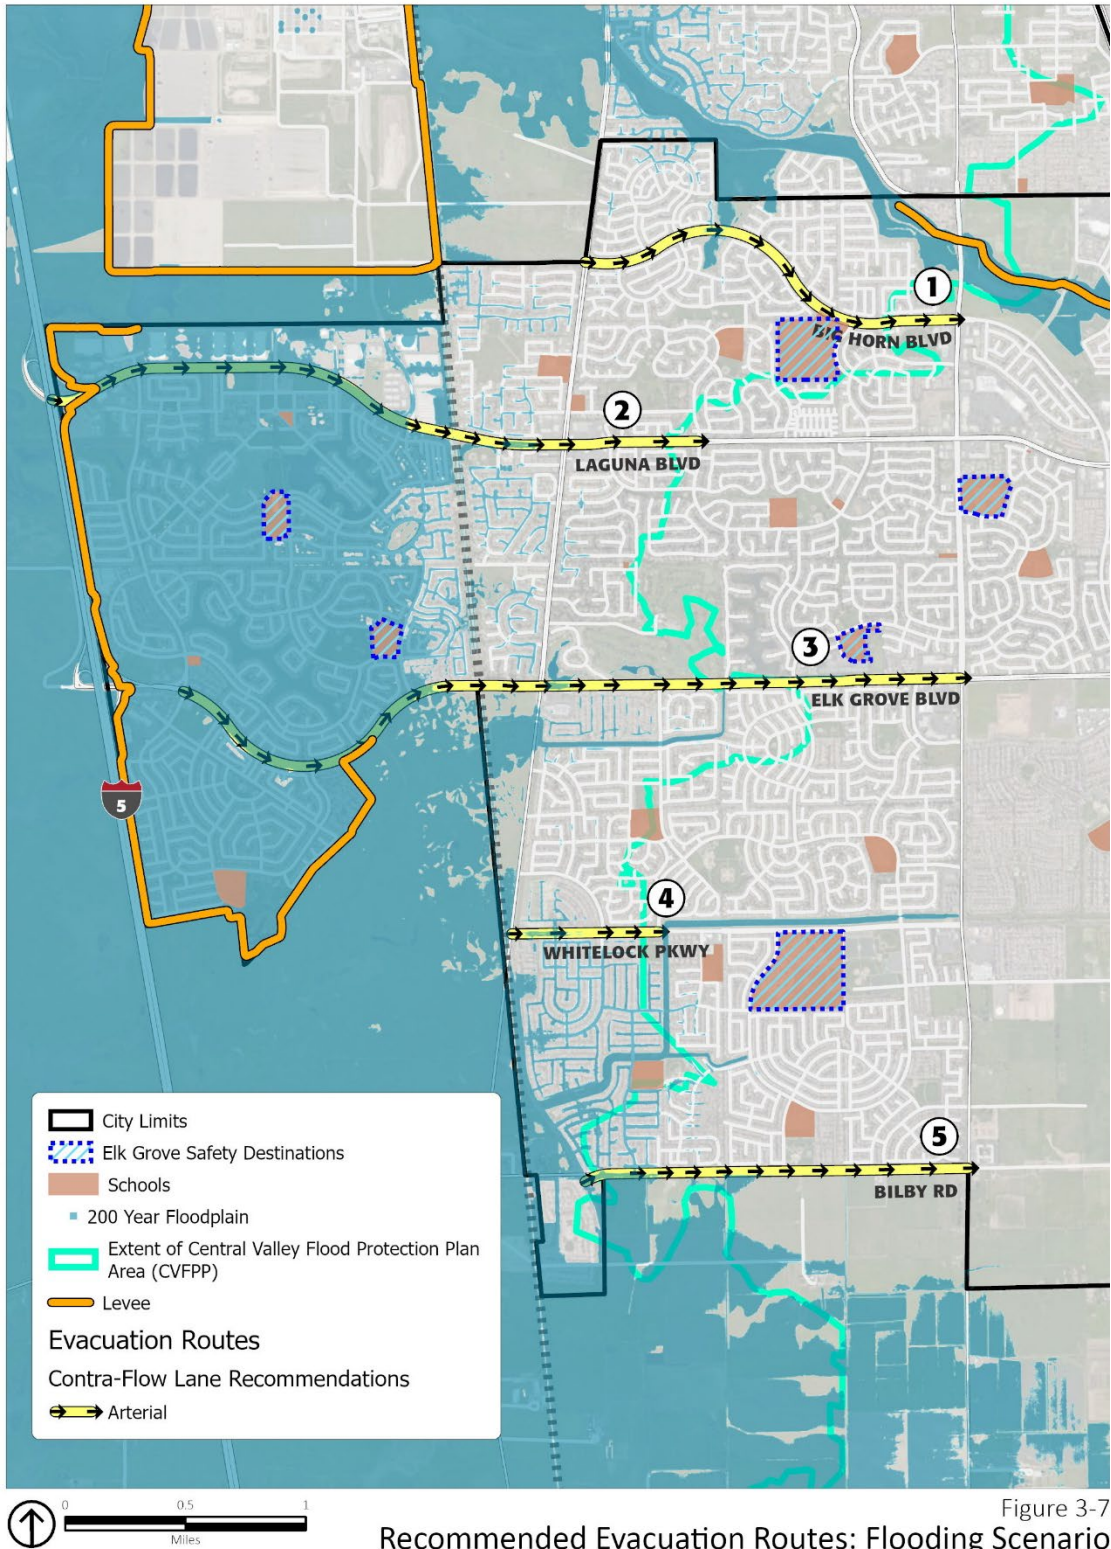 1
HORN BLVD
2
LAGUNA BLVD
3
ELK GROVE BLVD
5
4
WHITELOCK PKWY
5
BILBY RD
City Limits
Elk Grove Safety Destinations
Schools
200 Year Floodplain
Extent of Central Valley Flood Protection Plan
Area (CVFPP)
Levee
Evacuation Routes
Contra-Flow Lane Recommendations
Arterial
0 0.5 1
Miles
Figure 3-7
Recommended Evacuation Routes: Flooding Scenario